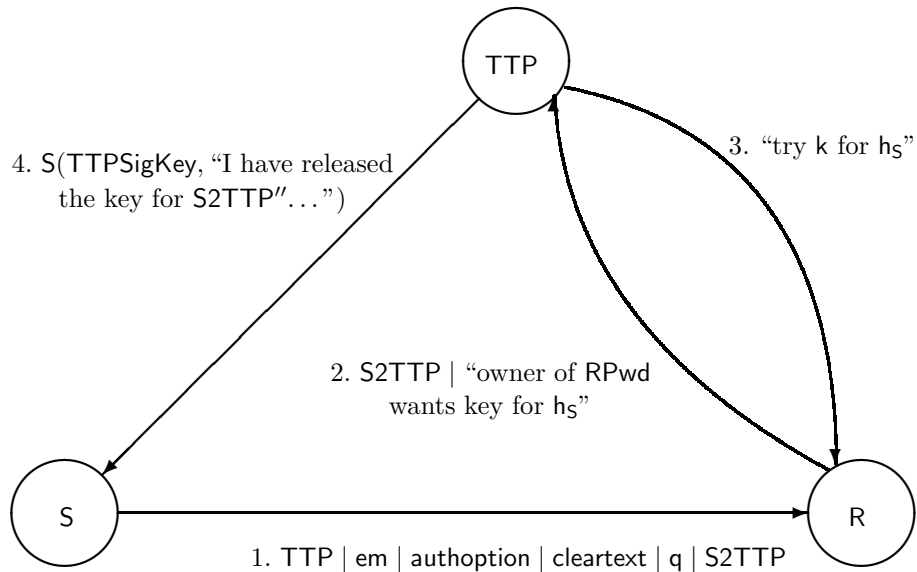 TTP
3. “try k for hS”
4. S(TTPSigKey, “I have released
the key for S2TTP″…”)
2. S2TTP | “owner of RPwd
wants key for hS”
S
R
1. TTP | em | authoption | cleartext | q | S2TTP